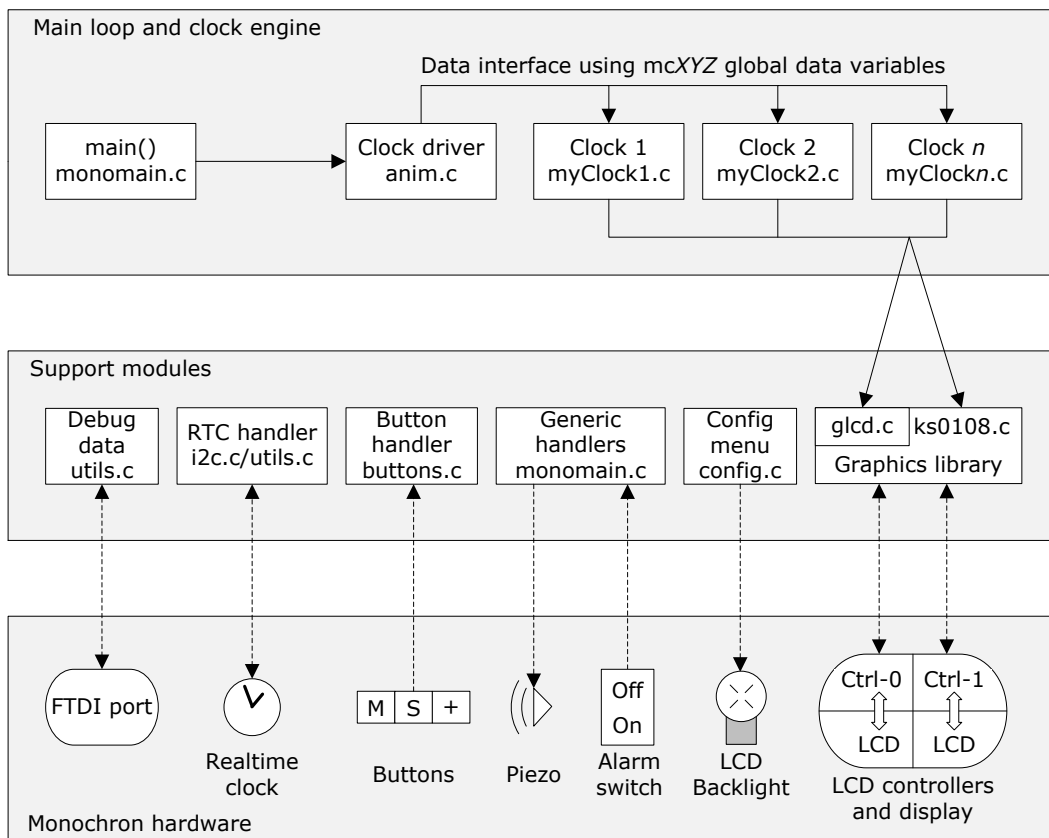 Main loop and clock engine
Data interface using mcXYZ global data variables
main()
monomain.c
Clock driver
anim.c
Clock 1
myClock1.c
Clock 2
myClock2.c
Clock n
myClockn.c
Support modules
Debug
data
utils.c
RTC handler
i2c.c/utils.c
Button
handler
buttons.c
Generic
handlers
monomain.c
Config
menu
config.c
glcd.c
ks0108.c
Graphics library
FTDI port
Realtime
clock
M S +
Buttons
Piezo
Off
On
Alarm
switch
LCD
Backlight
Ctrl-0
Ctrl-1
LCD
LCD
LCD controllers
and display
Monochron hardware